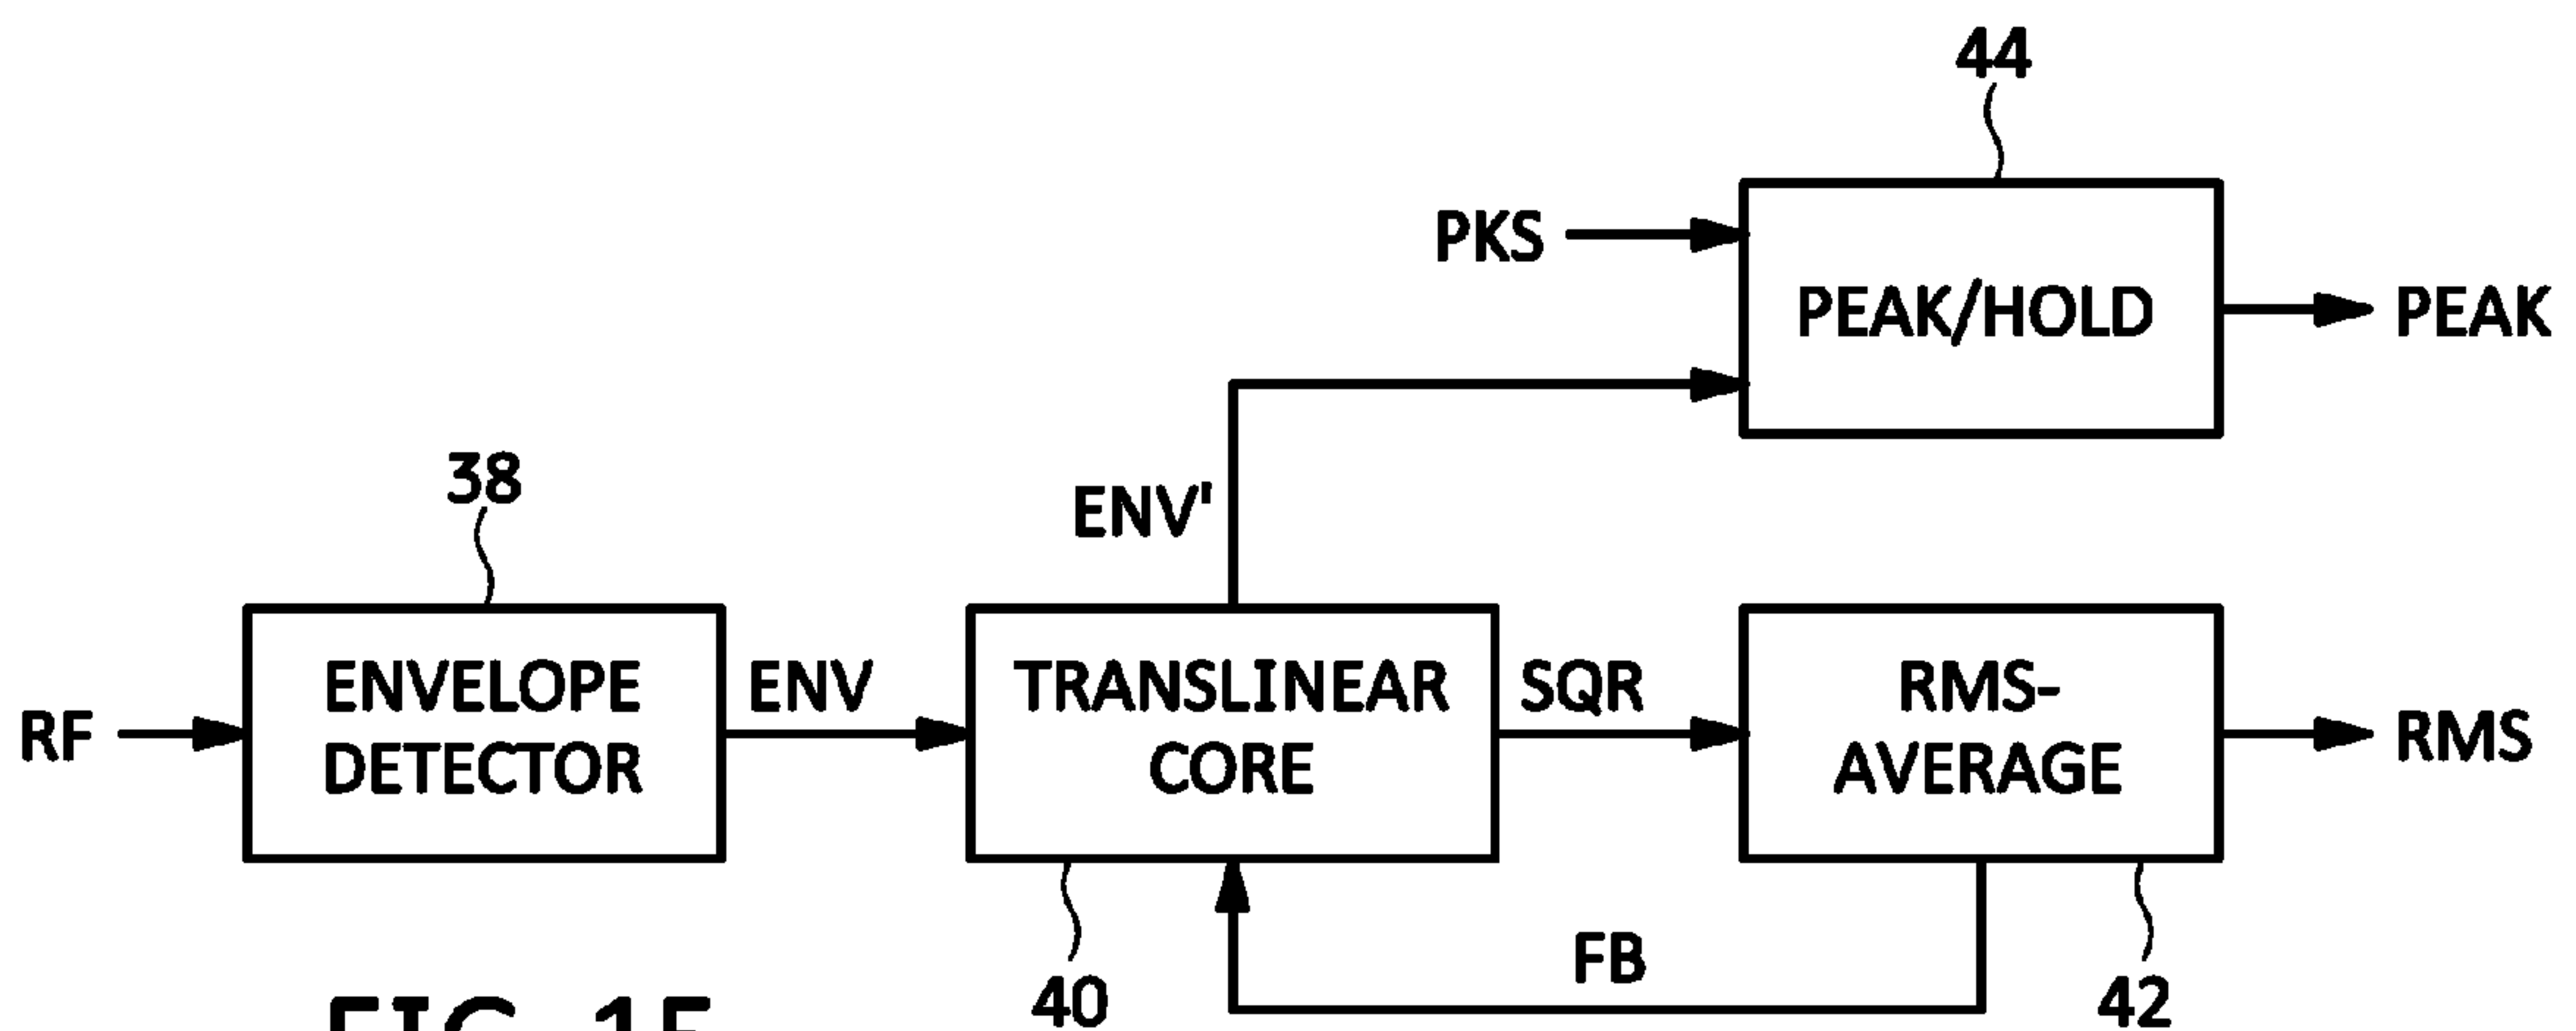 44
PKS
PEAK/HOLD
PEAK
38
ENV'
RF
ENVELOPE
DETECTOR
ENV
TRANSLINEAR
CORE
SQR
RMS-
AVERAGE
RMS
FB
40
42